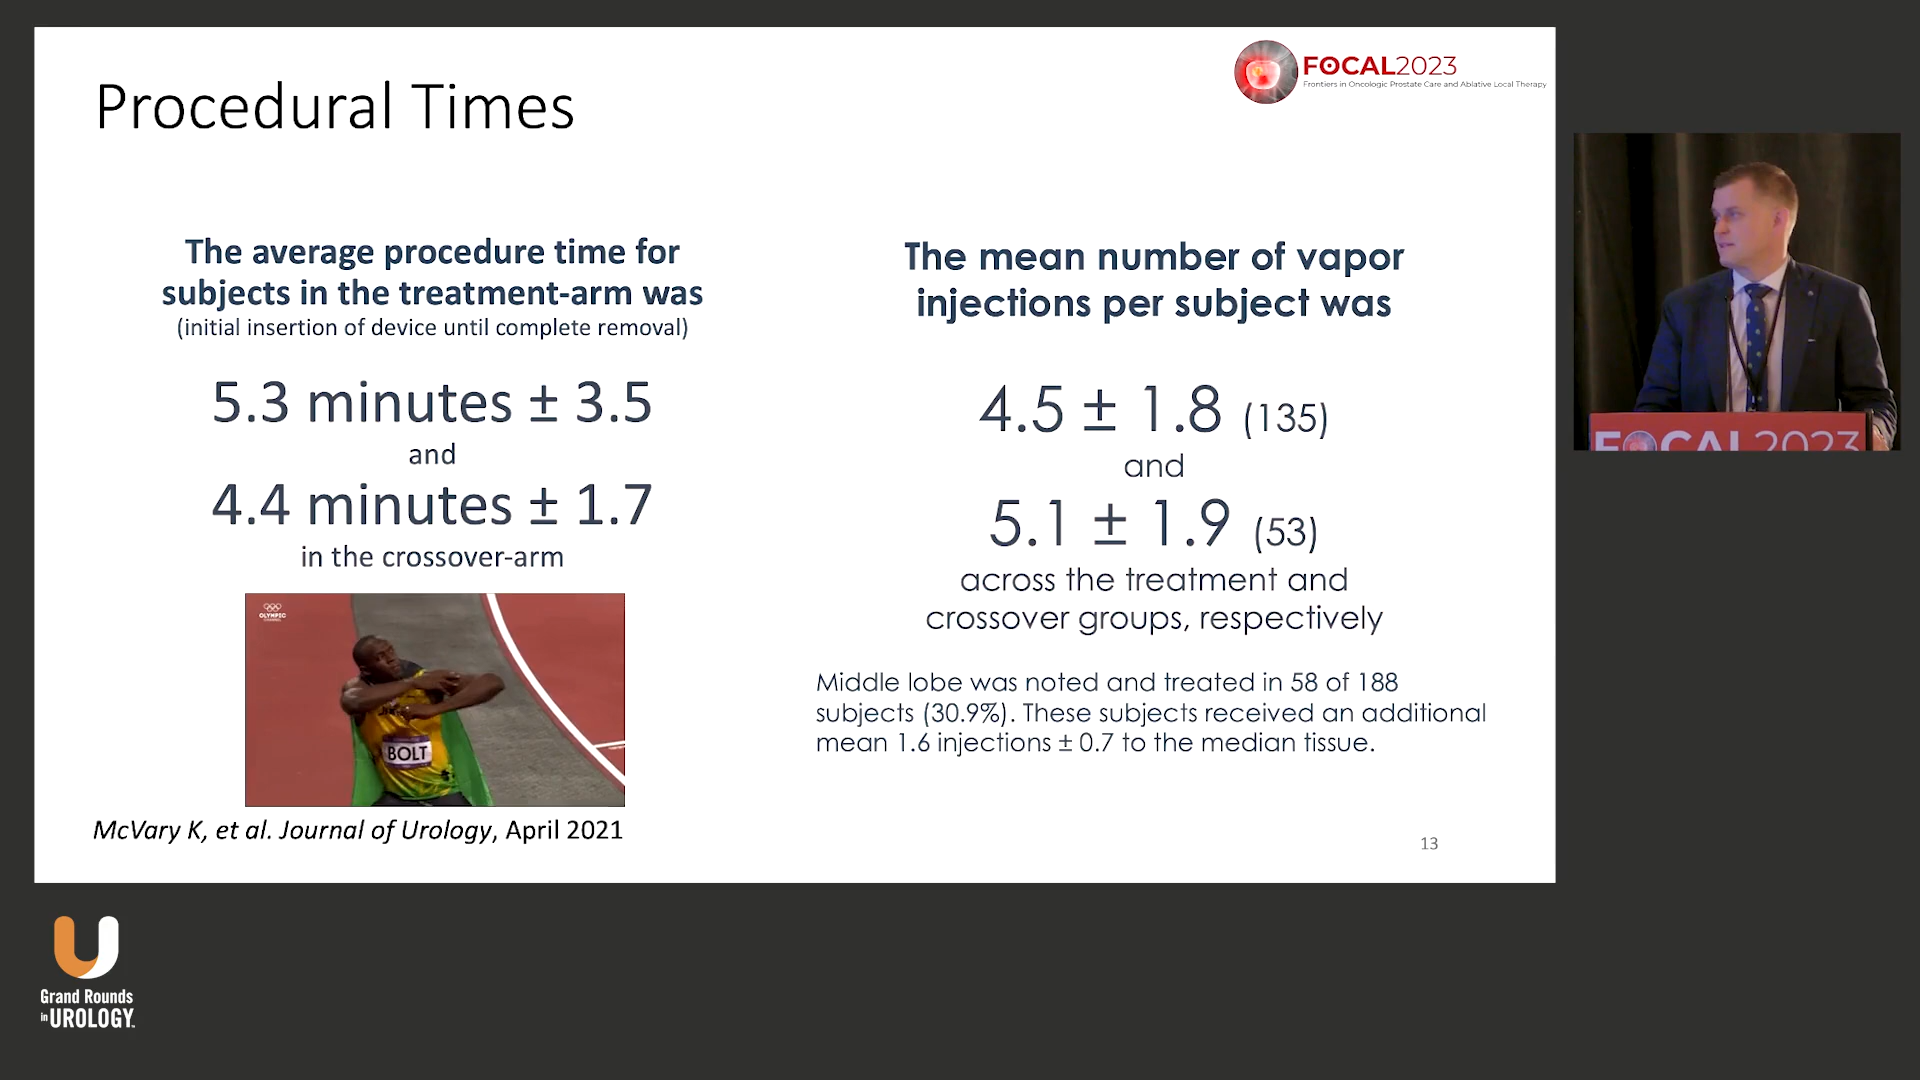 Procedural Times
FOCAL2023
Frontiers in Oncologic Prostate Care and Ablative Local Therapy
The average procedure time for
subjects in the treatment-arm was
(initial insertion of device until complete removal)
5.3 minutes ± 3.5
and
4.4 minutes ± 1.7
in the crossover-arm
OLYMPIC
CHANNEL
BOLT
McVary K, et al. Journal of Urology, April 2021
The mean number of vapor
injections per subject was
4.5 ± 1.8 (135)
and
5.1 ± 1.9 (53)
across the treatment and
crossover groups, respectively
Middle lobe was noted and treated in 58 of 188
subjects (30.9%). These subjects received an additional
mean 1.6 injections ± 0.7 to the median tissue.
13
FOCAL 2023
Grand Rounds
in UROLOGY